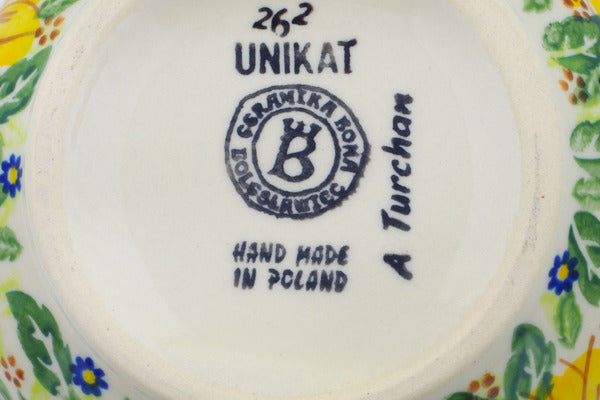 262
UNIKAT
CERAMIKA BONA
B
BOLESŁAWIEC
HAND MADE
IN POLAND
A Turchan